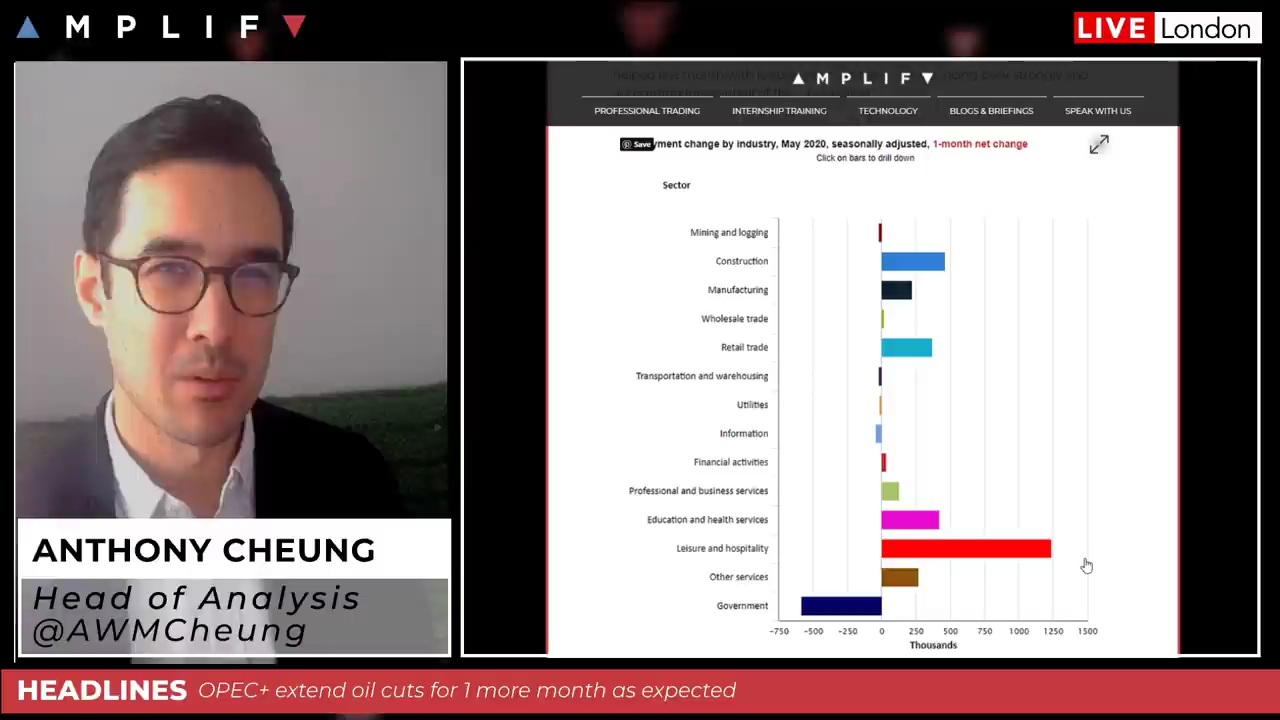 AMPLIFY
LIVE London
AMPLIFY
PROFESSIONAL TRADING
INTERNSHIP TRAINING
TECHNOLOGY
BLOGS & BRIEFINGS
SPEAK WITH US
Save
ment change by industry, May 2020, seasonally adjusted, 1-month net change
Click on bars to drill down
Sector
Mining and logging
Construction
Manufacturing
Wholesale trade
Retail trade
Transportation and warehousing
Utilities
Information
Financial activities
Professional and business services
Education and health services
Leisure and hospitality
Other services
Government
-750 -500 -250 0 250 500 750 1000 1250 1500
Thousands
ANTHONY CHEUNG
Head of Analysis
@AWMCheung
HEADLINES OPEC+ extend oil cuts for 1 more month as expected